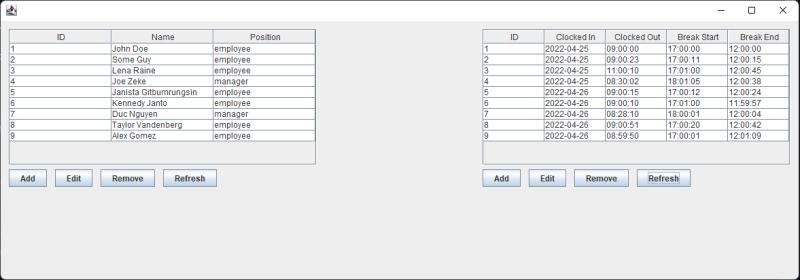 ID Name Position
1 John Doe employee
2 Some Guy employee
3 Lena Raine employee
4 Joe Zeke manager
5 Janista Gitbumrungsin employee
6 Kennedy Janto employee
7 Duc Nguyen manager
8 Taylor Vandenberg employee
9 Alex Gomez employee
Add Edit Remove Refresh
ID Clocked In Clocked Out Break Start Break End
1 2022-04-25 09:00:00 17:00:00 12:00:00
2 2022-04-25 09:00:23 17:00:11 12:00:15
3 2022-04-25 11:00:10 17:01:00 12:00:45
4 2022-04-25 08:30:02 18:01:05 12:00:38
5 2022-04-26 09:00:15 17:00:12 12:00:24
6 2022-04-26 09:00:10 17:01:00 11:59:57
7 2022-04-26 08:28:10 18:00:01 12:00:04
8 2022-04-26 09:00:51 17:00:20 12:00:42
9 2022-04-26 08:59:50 17:00:01 12:01:09
Add Edit Remove Refresh